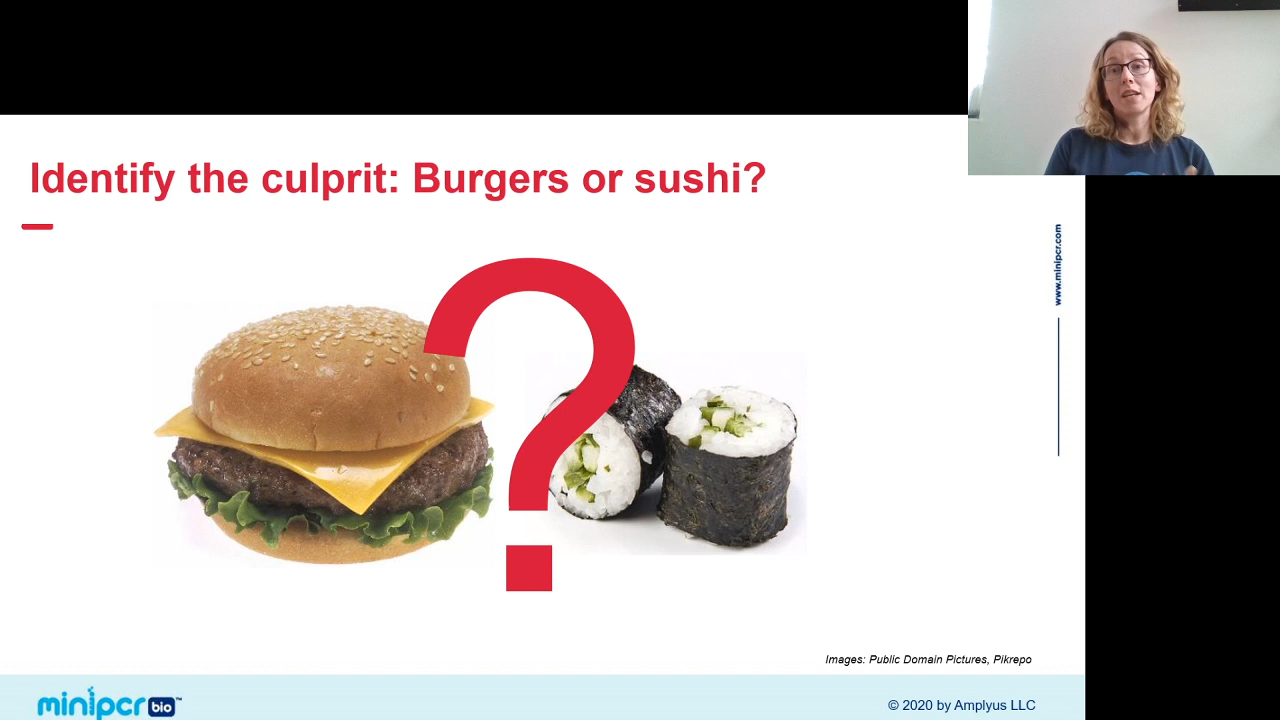 Identify the culprit: Burgers or sushi?
?
www.minipcr.com
Images: Public Domain Pictures, Pikrepo
minipcr bio™
© 2020 by Amplyus LLC